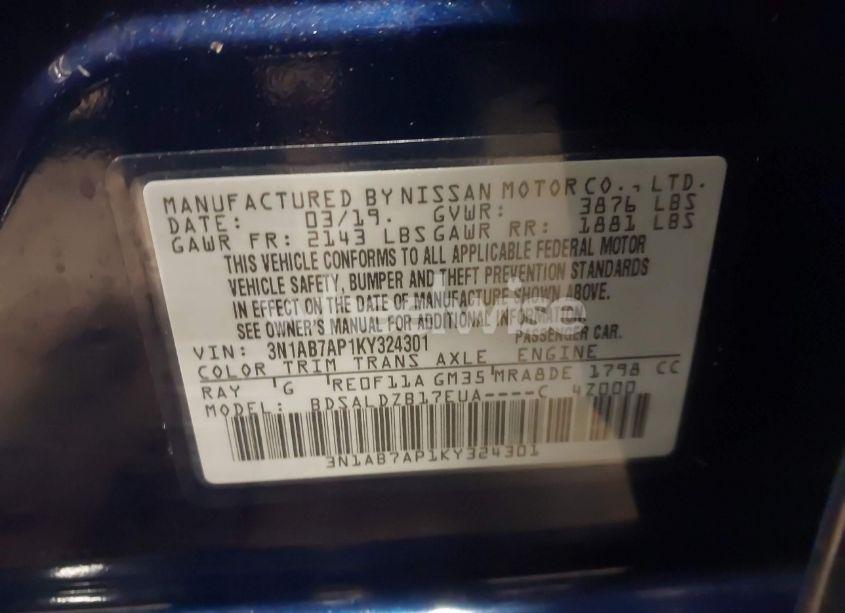 MANUFACTURED BY NISSAN MOTOR CO., LTD.
DATE: 03/19. GVWR: 3876 LBS
GAWR FR: 2143 LBS GAWR RR: 1881 LBS
THIS VEHICLE CONFORMS TO ALL APPLICABLE FEDERAL MOTOR
VEHICLE SAFETY, BUMPER AND THEFT PREVENTION STANDARDS
IN EFFECT ON THE DATE OF MANUFACTURE SHOWN ABOVE.
SEE OWNER'S MANUAL FOR ADDITIONAL INFORMATION.
VIN: 3N1AB7AP1KY324301 PASSENGER CAR.
COLOR TRIM TRANS AXLE ENGINE
RAY G RE0F11A GM35 MRA8DE 1798 CC
MODEL: BDSALDZB17EUA----C 4Z000
3N1AB7AP1KY324301